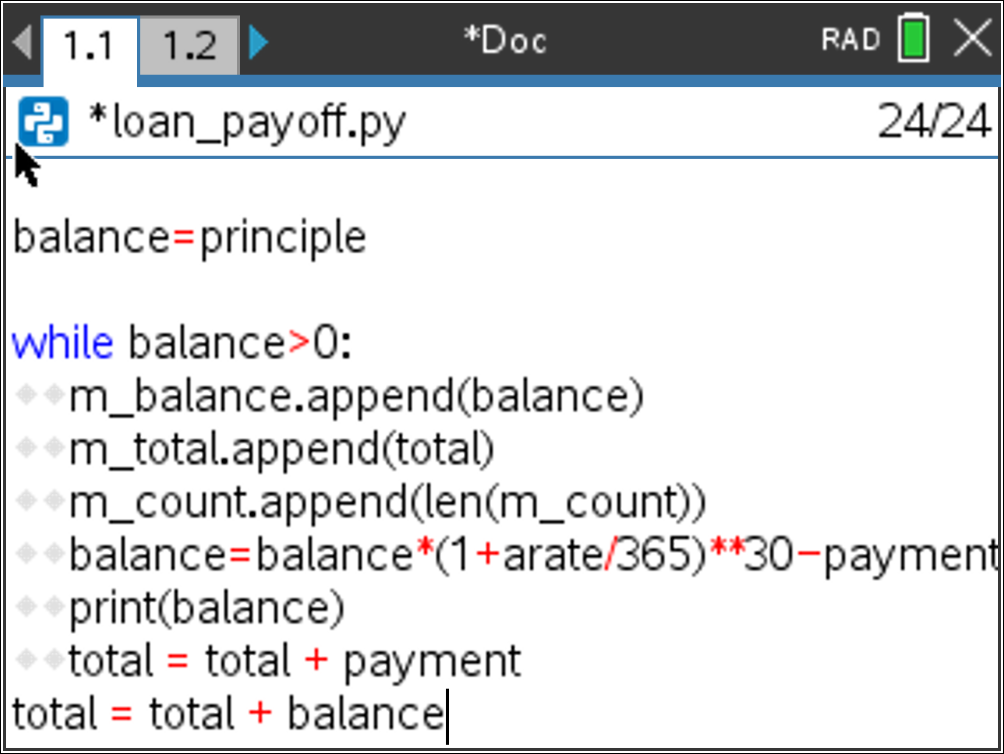 1.1 1.2 *Doc RAD
*loan_payoff.py 24/24
balance=principle
while balance>0:
m_balance.append(balance)
m_total.append(total)
m_count.append(len(m_count))
balance=balance*(1+arate/365)**30−payment
print(balance)
total = total + payment
total = total + balance